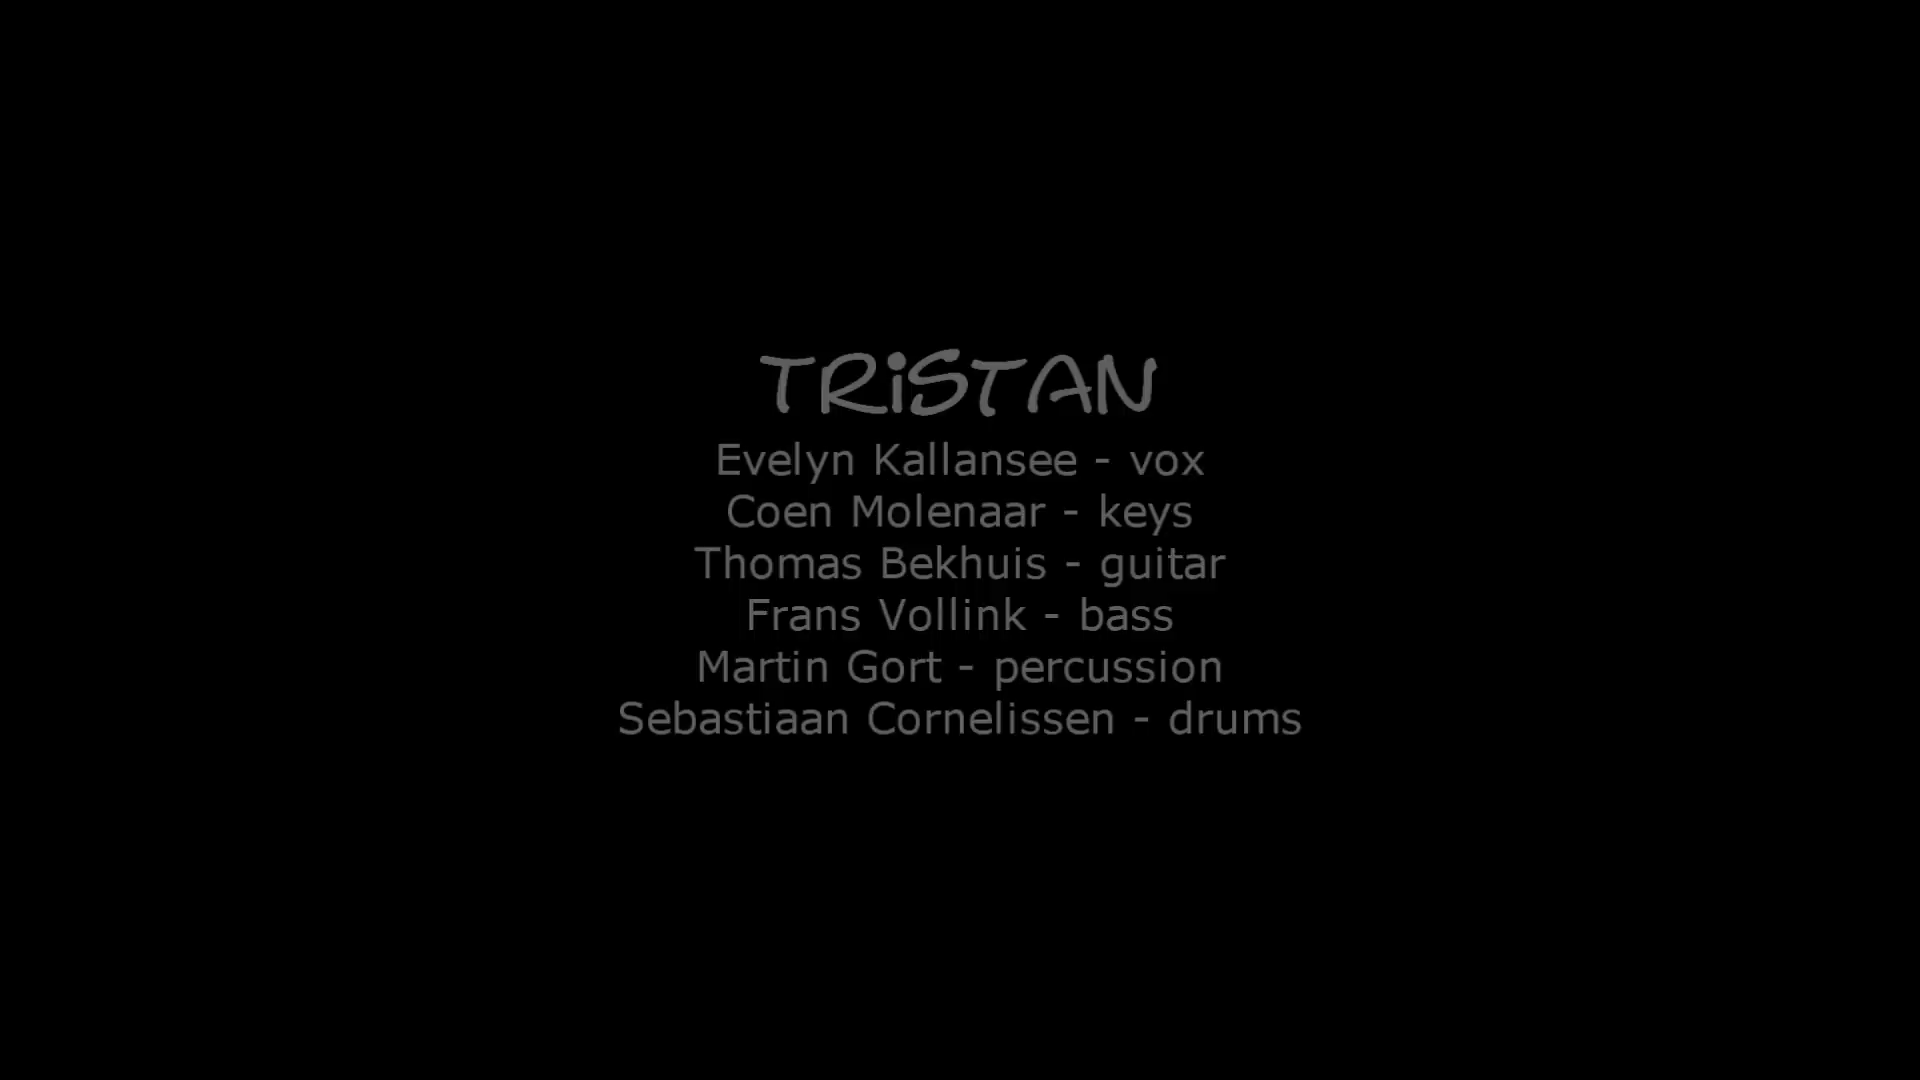 TRiSTAN
Evelyn Kallansee - vox
Coen Molenaar - keys
Thomas Bekhuis - guitar
Frans Vollink - bass
Martin Gort - percussion
Sebastiaan Cornelissen - drums